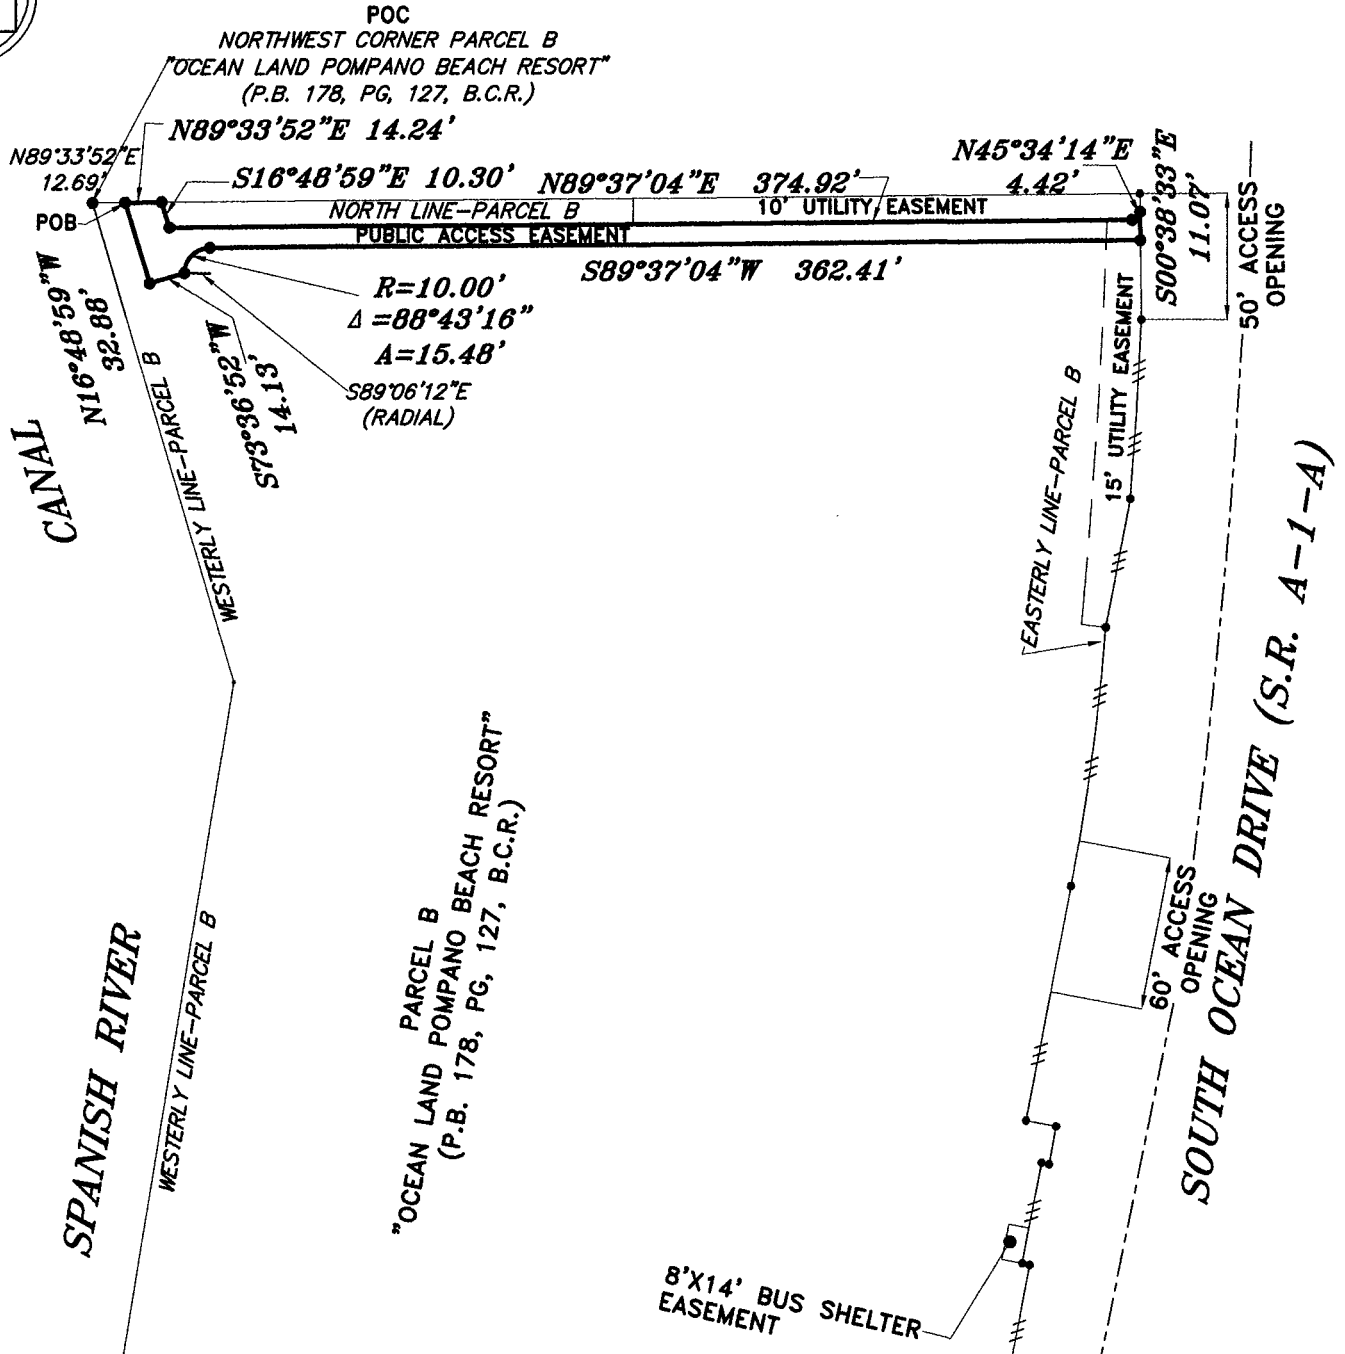 POC
NORTHWEST CORNER PARCEL B
"OCEAN LAND POMPANO BEACH RESORT"
(P.B. 178, PG, 127, B.C.R.)
N89°33'52"E 14.24'
N89°33'52"E
12.69'
S16°48'59"E 10.30'
N89°37'04"E 374.92'
N45°34'14"E
4.42'
S00°38'33"E
11.07'
50' ACCESS
OPENING
POB
NORTH LINE-PARCEL B
10' UTILITY EASEMENT
PUBLIC ACCESS EASEMENT
S89°37'04"W 362.41'
N16°48'59"W
32.88'
R=10.00'
Δ =88°43'16"
A=15.48'
S89°06'12"E
(RADIAL)
S73°36'52"W
14.13'
WESTERLY LINE-PARCEL B
15' UTILITY EASEMENT
EASTERLY LINE-PARCEL B
CANAL
SOUTH OCEAN DRIVE (S.R. A-1-A)
PARCEL B
"OCEAN LAND POMPANO BEACH RESORT"
(P.B. 178, PG, 127, B.C.R.)
60' ACCESS
OPENING
SPANISH RIVER
WESTERLY LINE-PARCEL B
8'X14' BUS SHELTER
EASEMENT